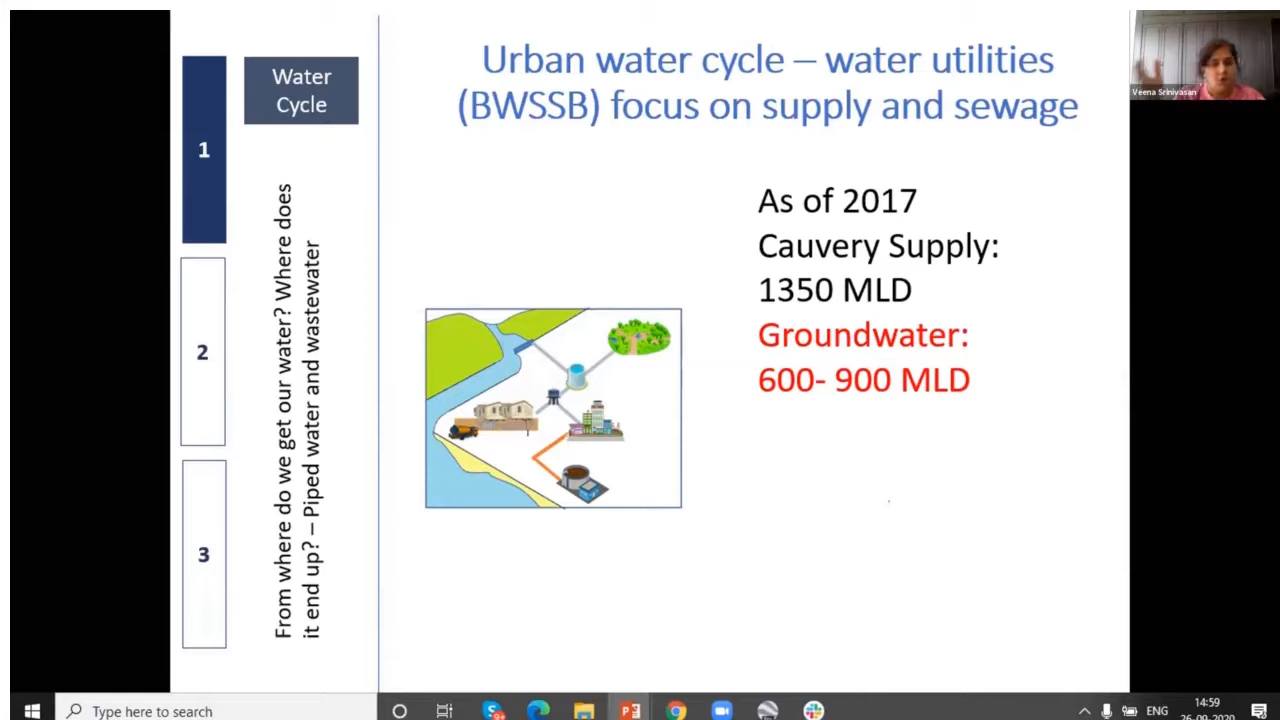 1
2
3
Water
Cycle
From where do we get our water? Where does
it end up? – Piped water and wastewater
Urban water cycle – water utilities
(BWSSB) focus on supply and sewage
As of 2017
Cauvery Supply:
1350 MLD
Groundwater:
600- 900 MLD
Veena Srinivasan
Type here to search
ENG
14:59
26-09-2020